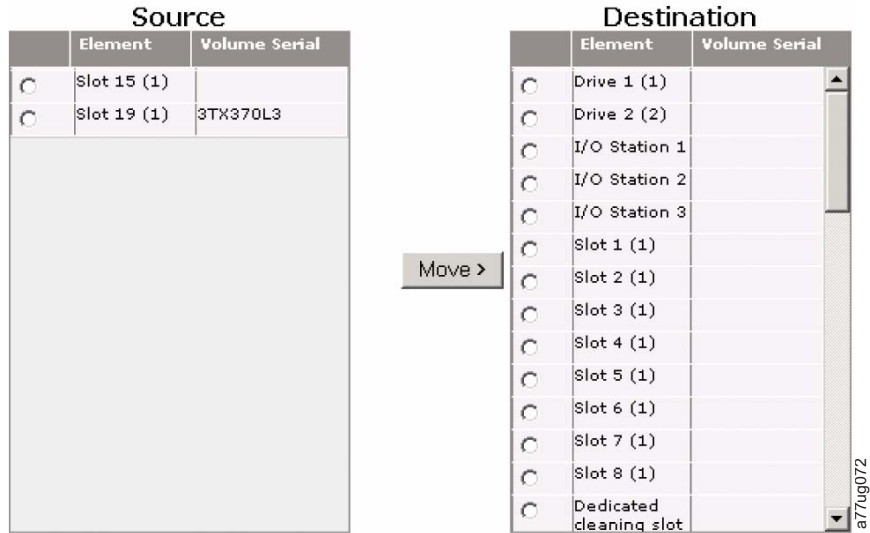 Source
Element Volume Serial
Slot 15 (1)
Slot 19 (1) 3TX370L3
Move >
Destination
Element Volume Serial
Drive 1 (1)
Drive 2 (2)
I/O Station 1
I/O Station 2
I/O Station 3
Slot 1 (1)
Slot 2 (1)
Slot 3 (1)
Slot 4 (1)
Slot 5 (1)
Slot 6 (1)
Slot 7 (1)
Slot 8 (1)
Dedicated
cleaning slot
a77ug072